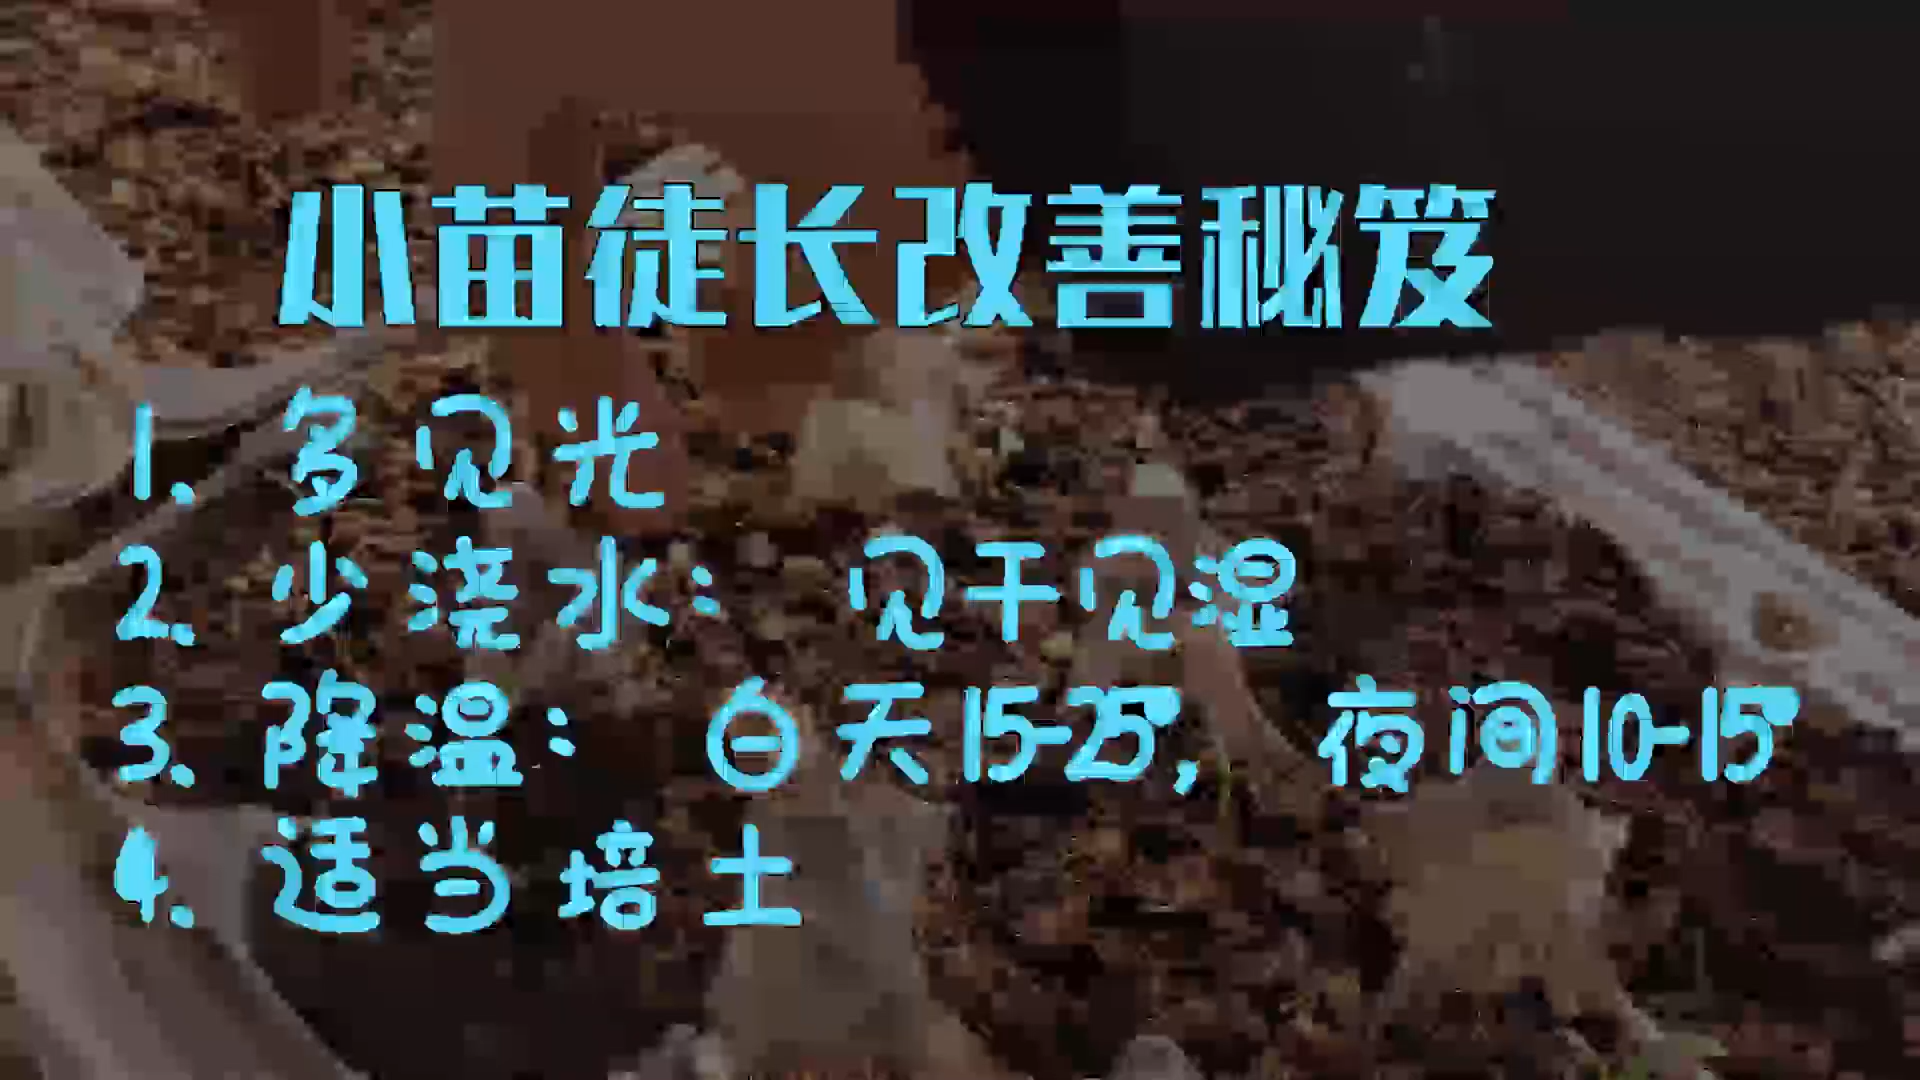 小苗徒长改善秘笈
1. 多见光
2. 少浇水：见干见湿
3. 降温：白天15-25°，夜间10-15°
4. 适当培土